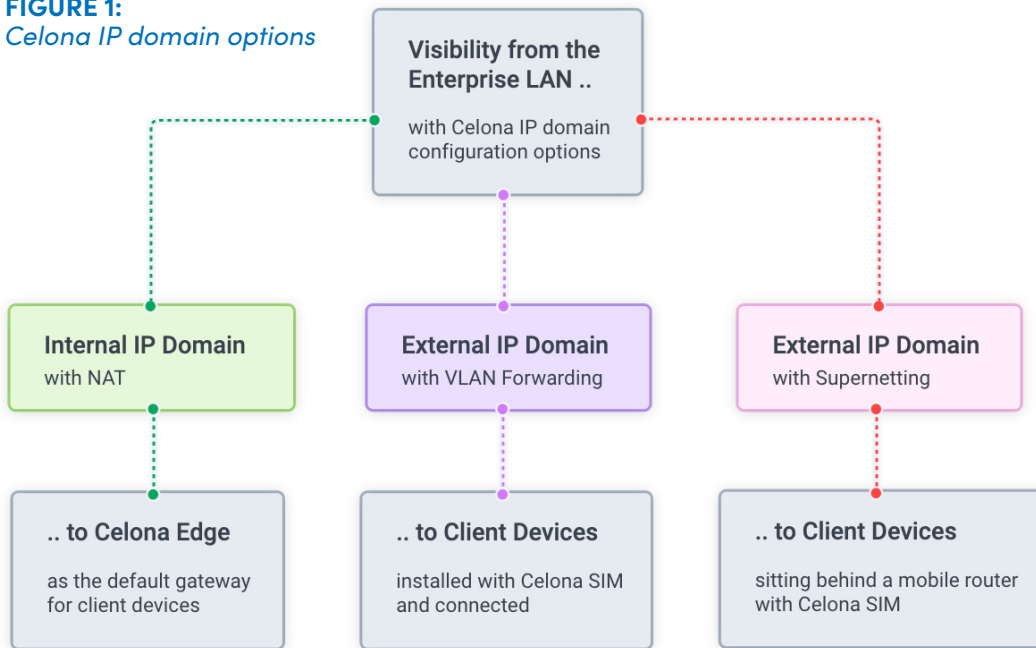 FIGURE 1:
Celona IP domain options
Visibility from the
Enterprise LAN ..
with Celona IP domain
configuration options
Internal IP Domain
with NAT
External IP Domain
with VLAN Forwarding
External IP Domain
with Supernetting
.. to Celona Edge
as the default gateway
for client devices
.. to Client Devices
installed with Celona SIM
and connected
.. to Client Devices
sitting behind a mobile router
with Celona SIM